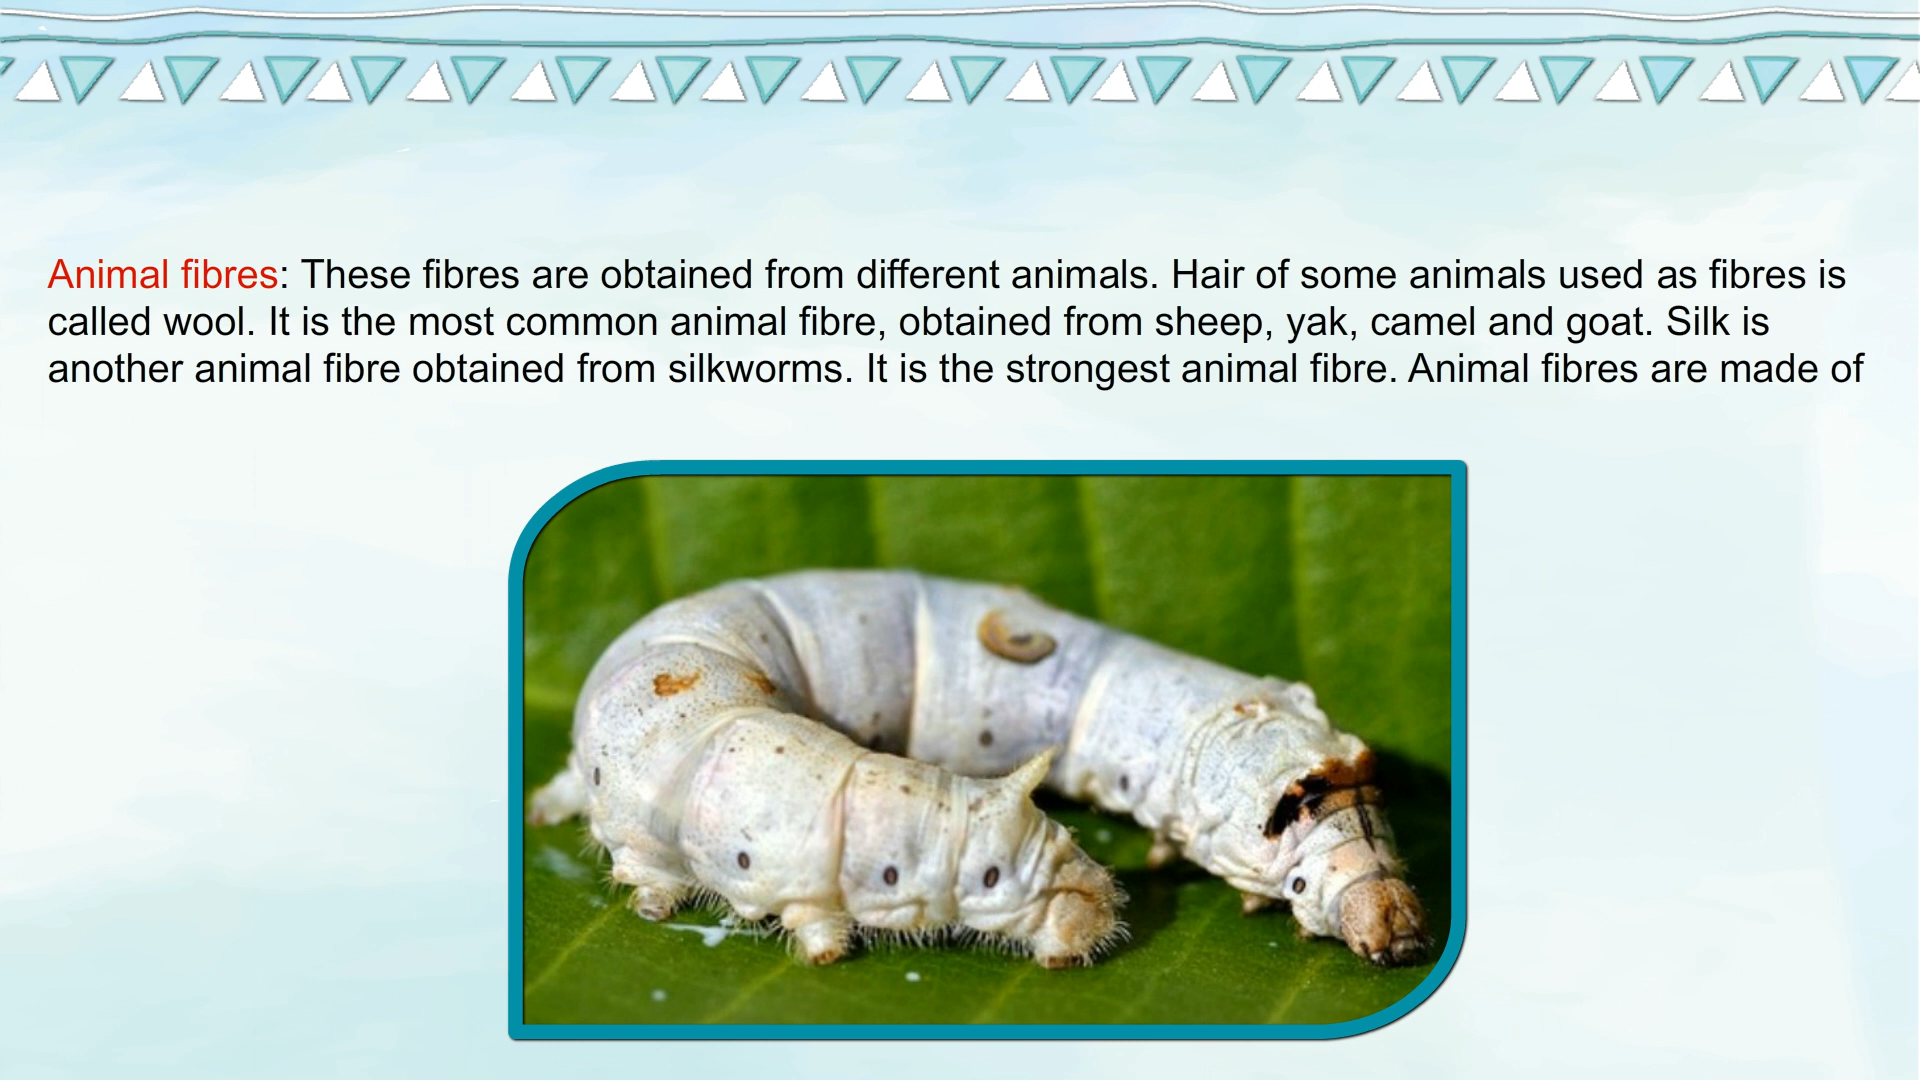 Animal fibres: These fibres are obtained from different animals. Hair of some animals used as fibres is
called wool. It is the most common animal fibre, obtained from sheep, yak, camel and goat. Silk is
another animal fibre obtained from silkworms. It is the strongest animal fibre. Animal fibres are made of